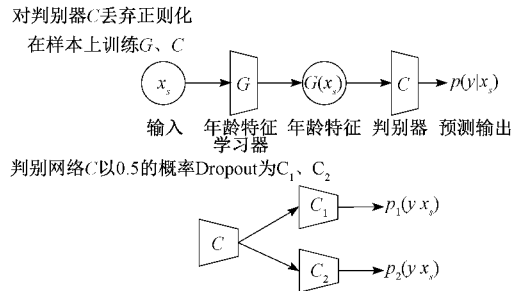 对判别器C丢弃正则化
在样本上训练G、C
x_s G G(x_s) C p(y|x_s)
输入 年龄特征学习器 年龄特征 判别器 预测输出
判别网络C以0.5的概率Dropout为C₁、C₂
C₁ p₁(y x_s)
C
C₂ p₂(y x_s)